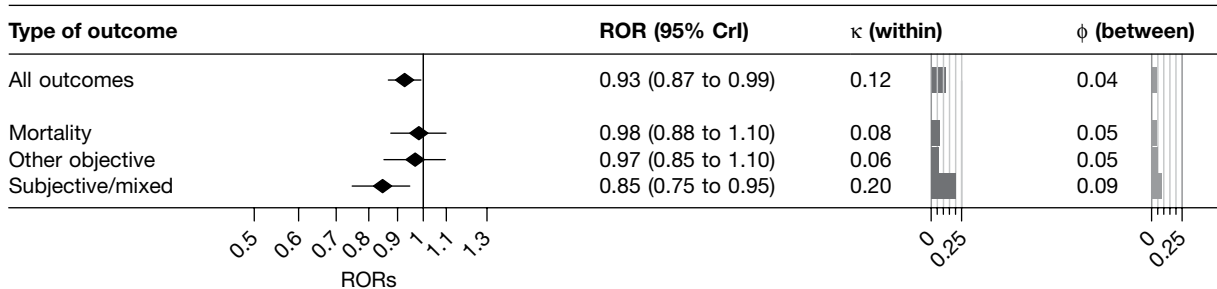 Type of outcome ROR (95% CrI) κ (within) ϕ (between)
All outcomes 0.93 (0.87 to 0.99) 0.12 0.04
Mortality 0.98 (0.88 to 1.10) 0.08 0.05
Other objective 0.97 (0.85 to 1.10) 0.06 0.05
Subjective/mixed 0.85 (0.75 to 0.95) 0.20 0.09
0.5 0.6 0.7 0.8 0.9 1 1.1 1.3 0 0.25 0 0.25
RORs